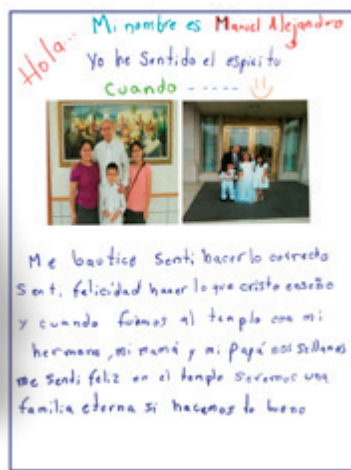 Hola...
Mi nombre es Manuel Alejandro
Yo he Sentido el espiritu
Cuando ----- 
Me bautice Senti hacer lo correcto
Senti felicidad hacer lo que cristo enseño
y cuando fuimos al templo con mi
hermana, mi mamá y mi papá nos sellamos
me senti feliz en el templo Seremos una
familia eterna si hacemos lo bueno